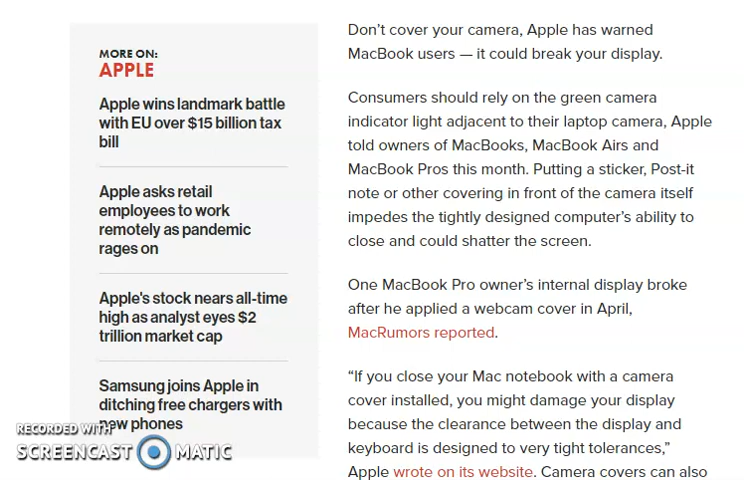 MORE ON:
APPLE
Apple wins landmark battle
with EU over $15 billion tax
bill
Apple asks retail
employees to work
remotely as pandemic
rages on
Apple's stock nears all-time
high as analyst eyes $2
trillion market cap
Samsung joins Apple in
ditching free chargers with
new phones
Don’t cover your camera, Apple has warned
MacBook users — it could break your display.
Consumers should rely on the green camera
indicator light adjacent to their laptop camera, Apple
told owners of MacBooks, MacBook Airs and
MacBook Pros this month. Putting a sticker, Post-it
note or other covering in front of the camera itself
impedes the tightly designed computer’s ability to
close and could shatter the screen.
One MacBook Pro owner’s internal display broke
after he applied a webcam cover in April,
MacRumors reported.
“If you close your Mac notebook with a camera
cover installed, you might damage your display
because the clearance between the display and
keyboard is designed to very tight tolerances,”
Apple wrote on its website. Camera covers can also
RECORDED WITH
SCREENCAST MATIC